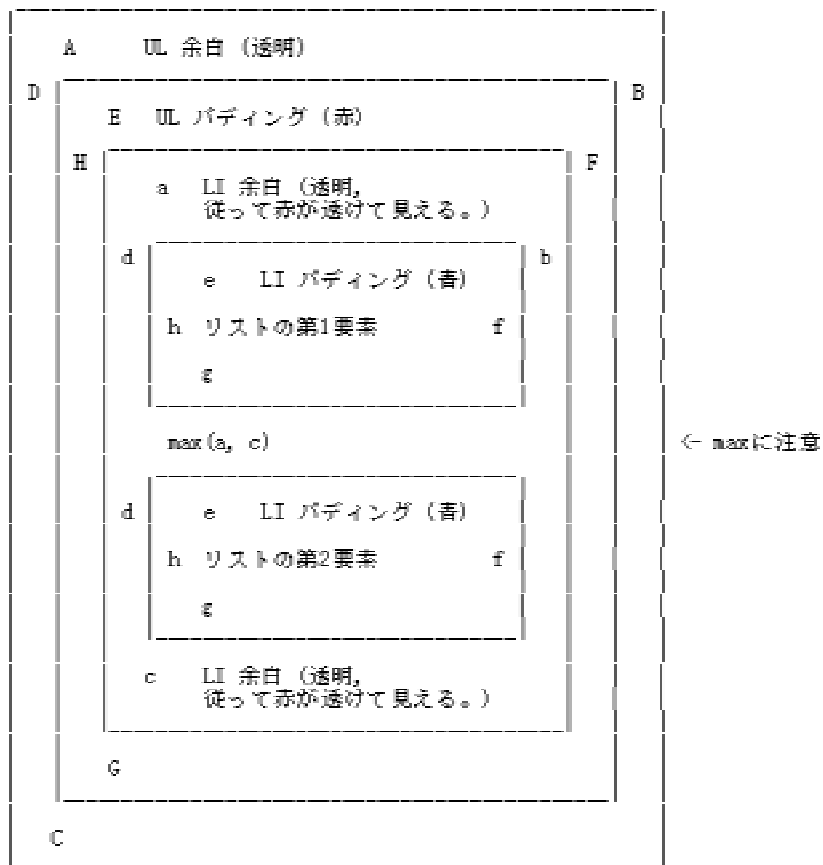 A UL 余白 (透明)
D B
E UL パディング (赤)
H F
a LI 余白 (透明,
従って赤が透けて見える。)
d b
e LI パディング (青)
h リストの第1要素 f
g
max(a, c) <- maxに注意
d e LI パディング (青)
h リストの第2要素 f
g
c LI 余白 (透明,
従って赤が透けて見える。)
G
C